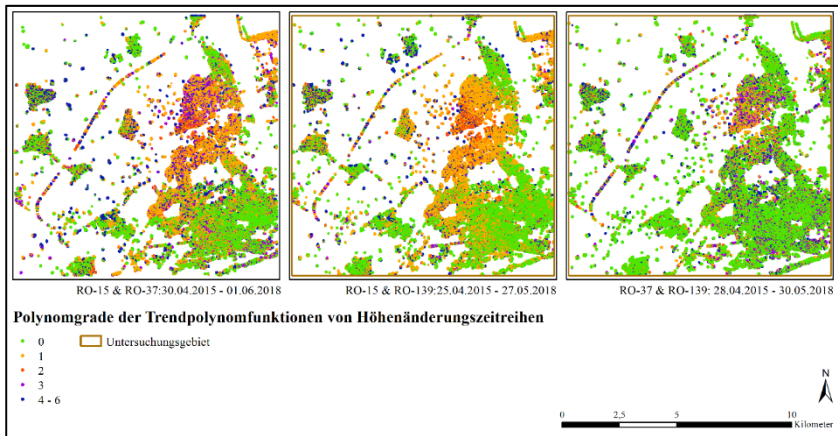 RO-15 & RO-37:30.04.2015 - 01.06.2018
RO-15 & RO-139:25.04.2015 - 27.05.2018
RO-37 & RO-139: 28.04.2015 - 30.05.2018
Polynomgrade der Trendpolynomfunktionen von Höhenänderungszeitreihen
0
Untersuchungsgebiet
1
2
3
4 - 6
N
0 2,5 5 10
Kilometer